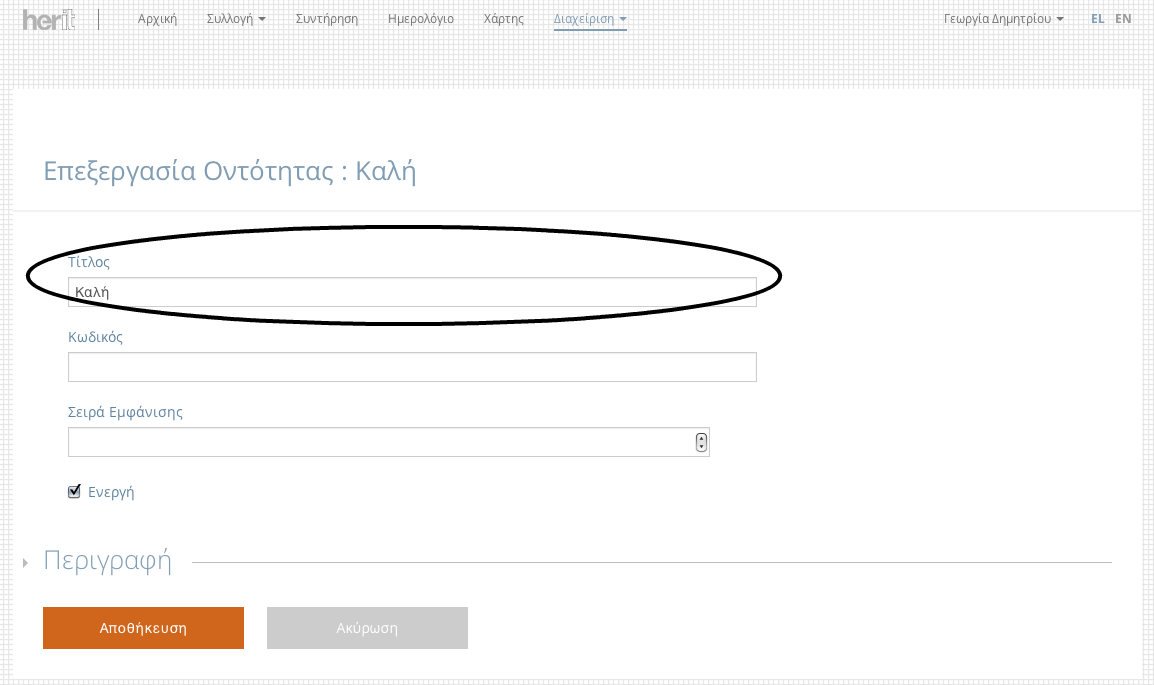 herit Αρχική Συλλογή Συντήρηση Ημερολόγιο Χάρτης Διαχείριση Γεωργία Δημητρίου EL EN
Επεξεργασία Οντότητας : Καλή
Τίτλος
Καλή
Κωδικός
Σειρά Εμφάνισης
Ενεργή
Περιγραφή
Αποθήκευση Ακύρωση